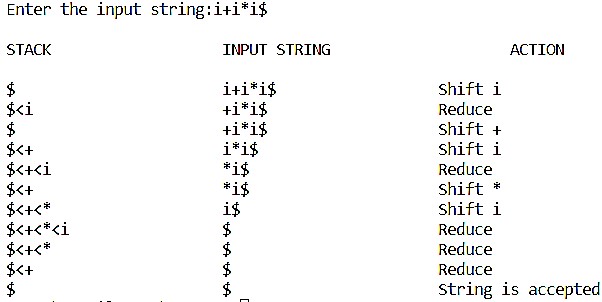 Enter the input string:i+i*i$
STACK INPUT STRING ACTION
$ i+i*i$ Shift i
$<i +i*i$ Reduce
$ +i*i$ Shift +
$<+ i*i$ Shift i
$<+<i *i$ Reduce
$<+ *i$ Shift *
$<+<* i$ Shift i
$<+<*<i $ Reduce
$<+<* $ Reduce
$<+ $ Reduce
$ $ String is accepted